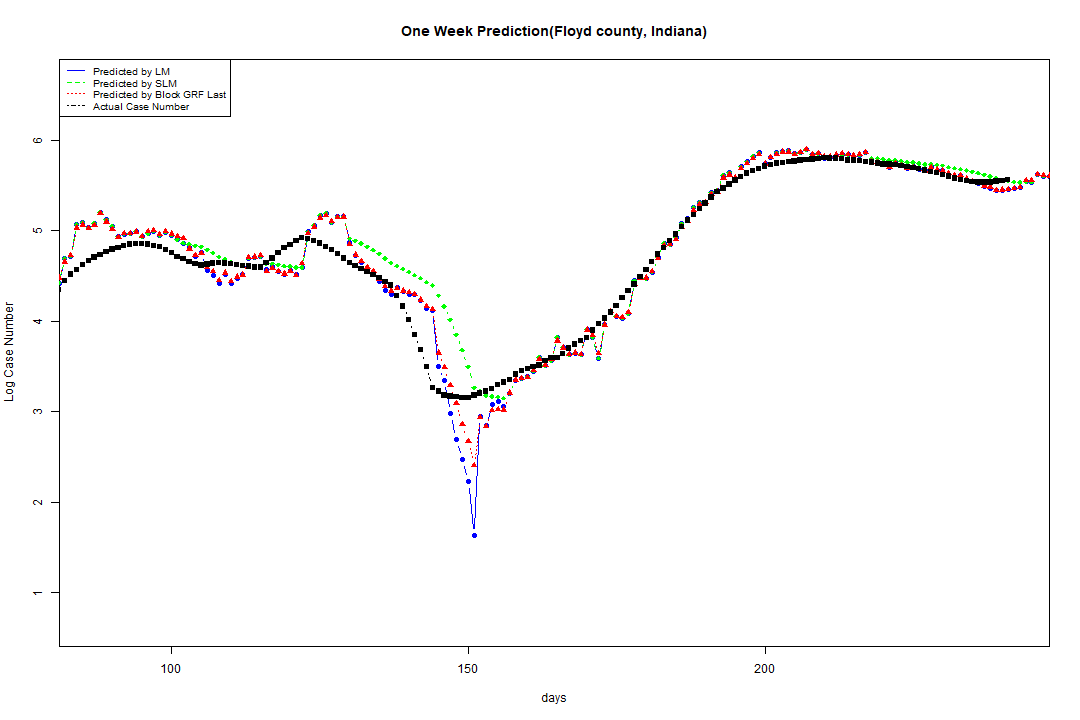 One Week Prediction(Floyd county, Indiana)
Predicted by LM
Predicted by SLM
Predicted by Block GRF Last
Actual Case Number
6
5
4
3
2
1
Log Case Number
100 150 200
days